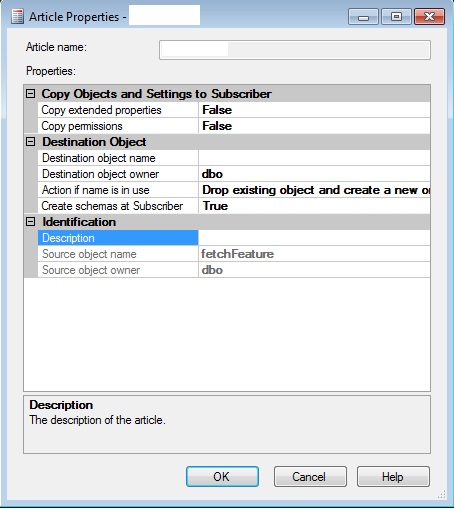 Article Properties -
Article name:
Properties:
Copy Objects and Settings to Subscriber
Copy extended properties False
Copy permissions False
Destination Object
Destination object name
Destination object owner dbo
Action if name is in use Drop existing object and create a new o
Create schemas at Subscriber True
Identification
Description
Source object name fetchFeature
Source object owner dbo
Description
The description of the article.
OK Cancel Help